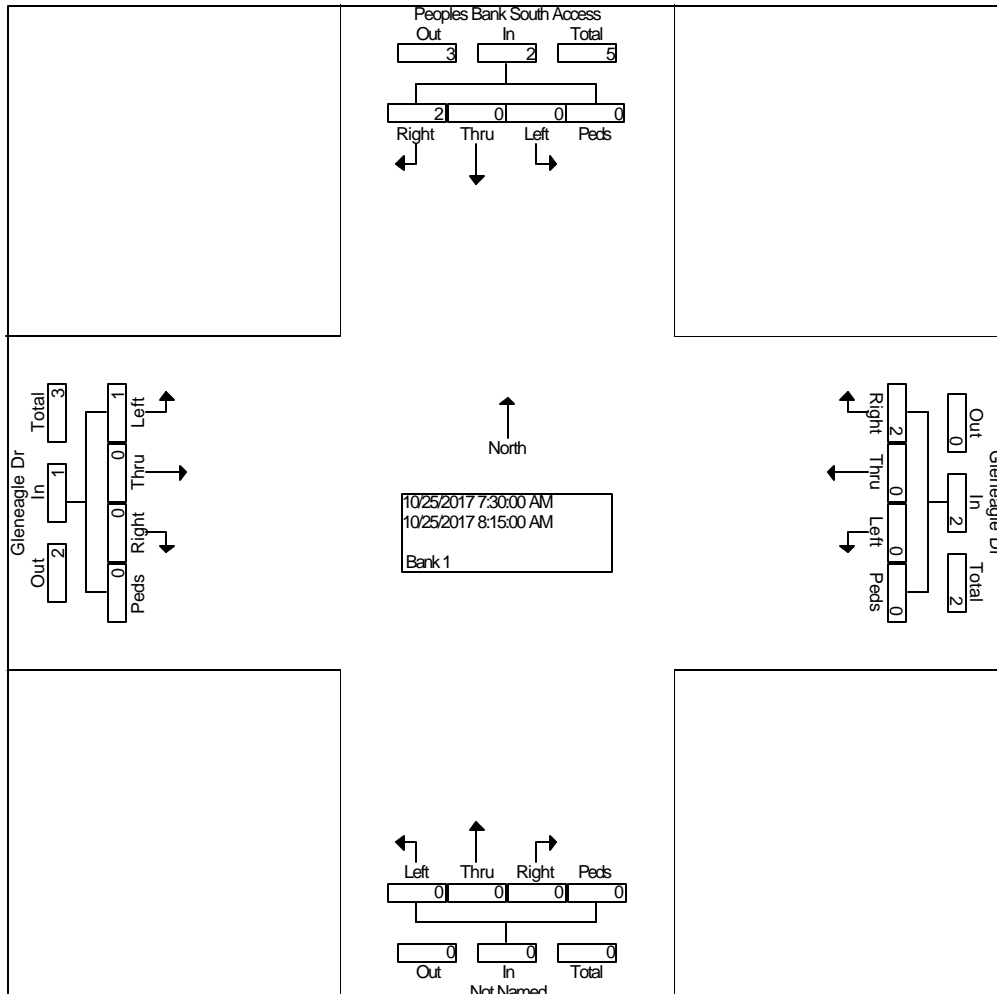 Peoples Bank South Access
Out In Total
3 2 5
2 0 0 0
Right Thru Left Peds
Gleneagle Dr
Total In Out
3 1 2
1 0 0 0
Left Thru Right Peds
North
10/25/2017 7:30:00 AM
10/25/2017 8:15:00 AM
Bank 1
Right Thru Left Peds
2 0 0 0
Out In Total
0 2 2
Gleneagle Dr
Left Thru Right Peds
0 0 0 0
0 0 0
Out In Total
Not Named